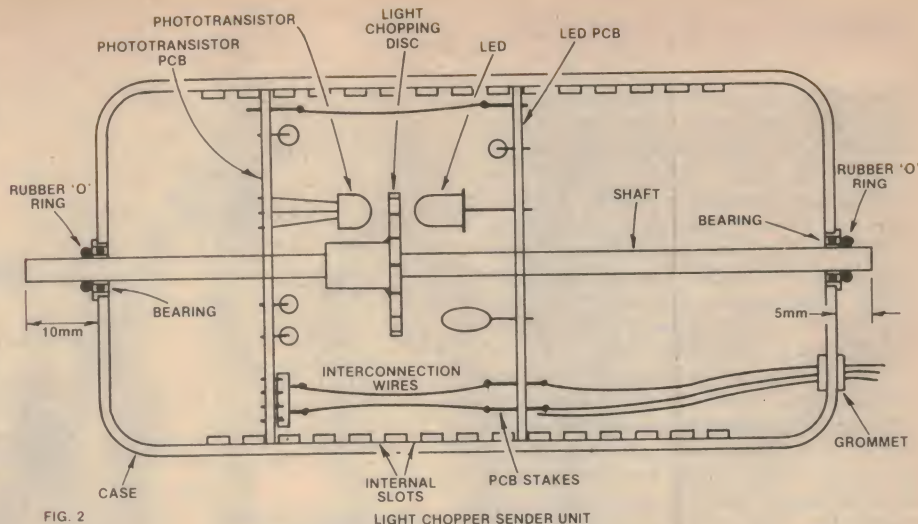 PHOTOTRANSISTOR
LIGHT
CHOPPING
DISC
PHOTOTRANSISTOR
PCB
LED
LED PCB
RUBBER 'O'
RING
SHAFT
RUBBER 'O'
RING
BEARING
BEARING
10mm
5mm
INTERCONNECTION
WIRES
GROMMET
CASE
INTERNAL
SLOTS
PCB STAKES
FIG. 2
LIGHT CHOPPER SENDER UNIT